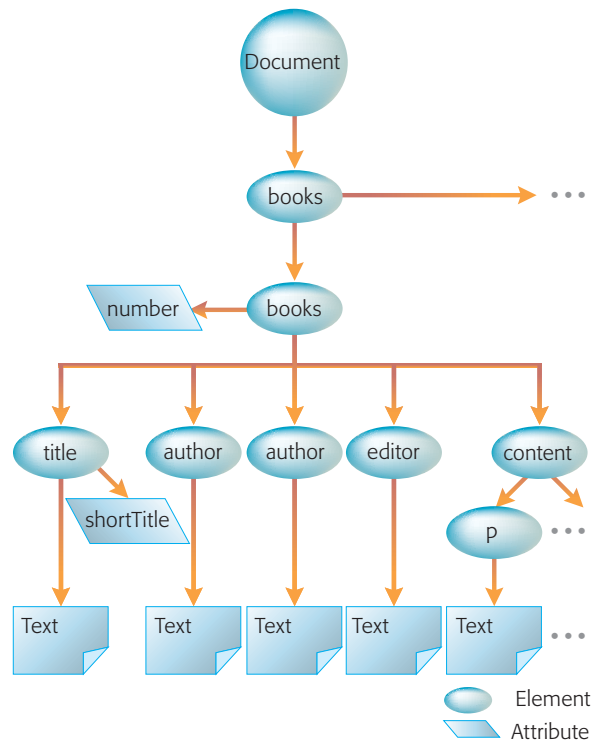 Document
books
...
number
books
title
author
author
editor
content
shortTitle
p
...
Text
Text
Text
Text
Text
...
Element
Attribute